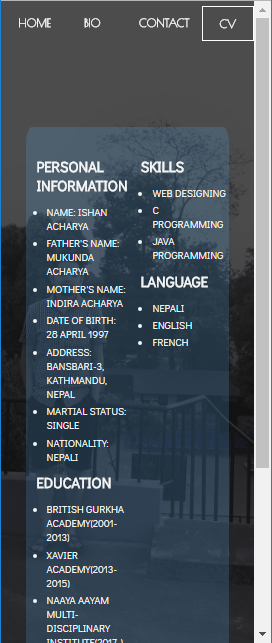 HOME BIO CONTACT CV
PERSONAL
INFORMATION
NAME: ISHAN
ACHARYA
FATHER'S NAME:
MUKUNDA
ACHARYA
MOTHER'S NAME:
INDIRA ACHARYA
DATE OF BIRTH:
28 APRIL 1997
ADDRESS:
BANSBARI-3,
KATHMANDU,
NEPAL
MARTIAL STATUS:
SINGLE
NATIONALITY:
NEPALI
EDUCATION
BRITISH GURKHA
ACADEMY(2001-
2013)
XAVIER
ACADEMY(2013-
2015)
NAAYA AAYAM
MULTI-
DISCIPLINARY
INSTITUTE(2017-)
SKILLS
WEB DESIGNING
C
PROGRAMMING
JAVA
PROGRAMMING
LANGUAGE
NEPALI
ENGLISH
FRENCH